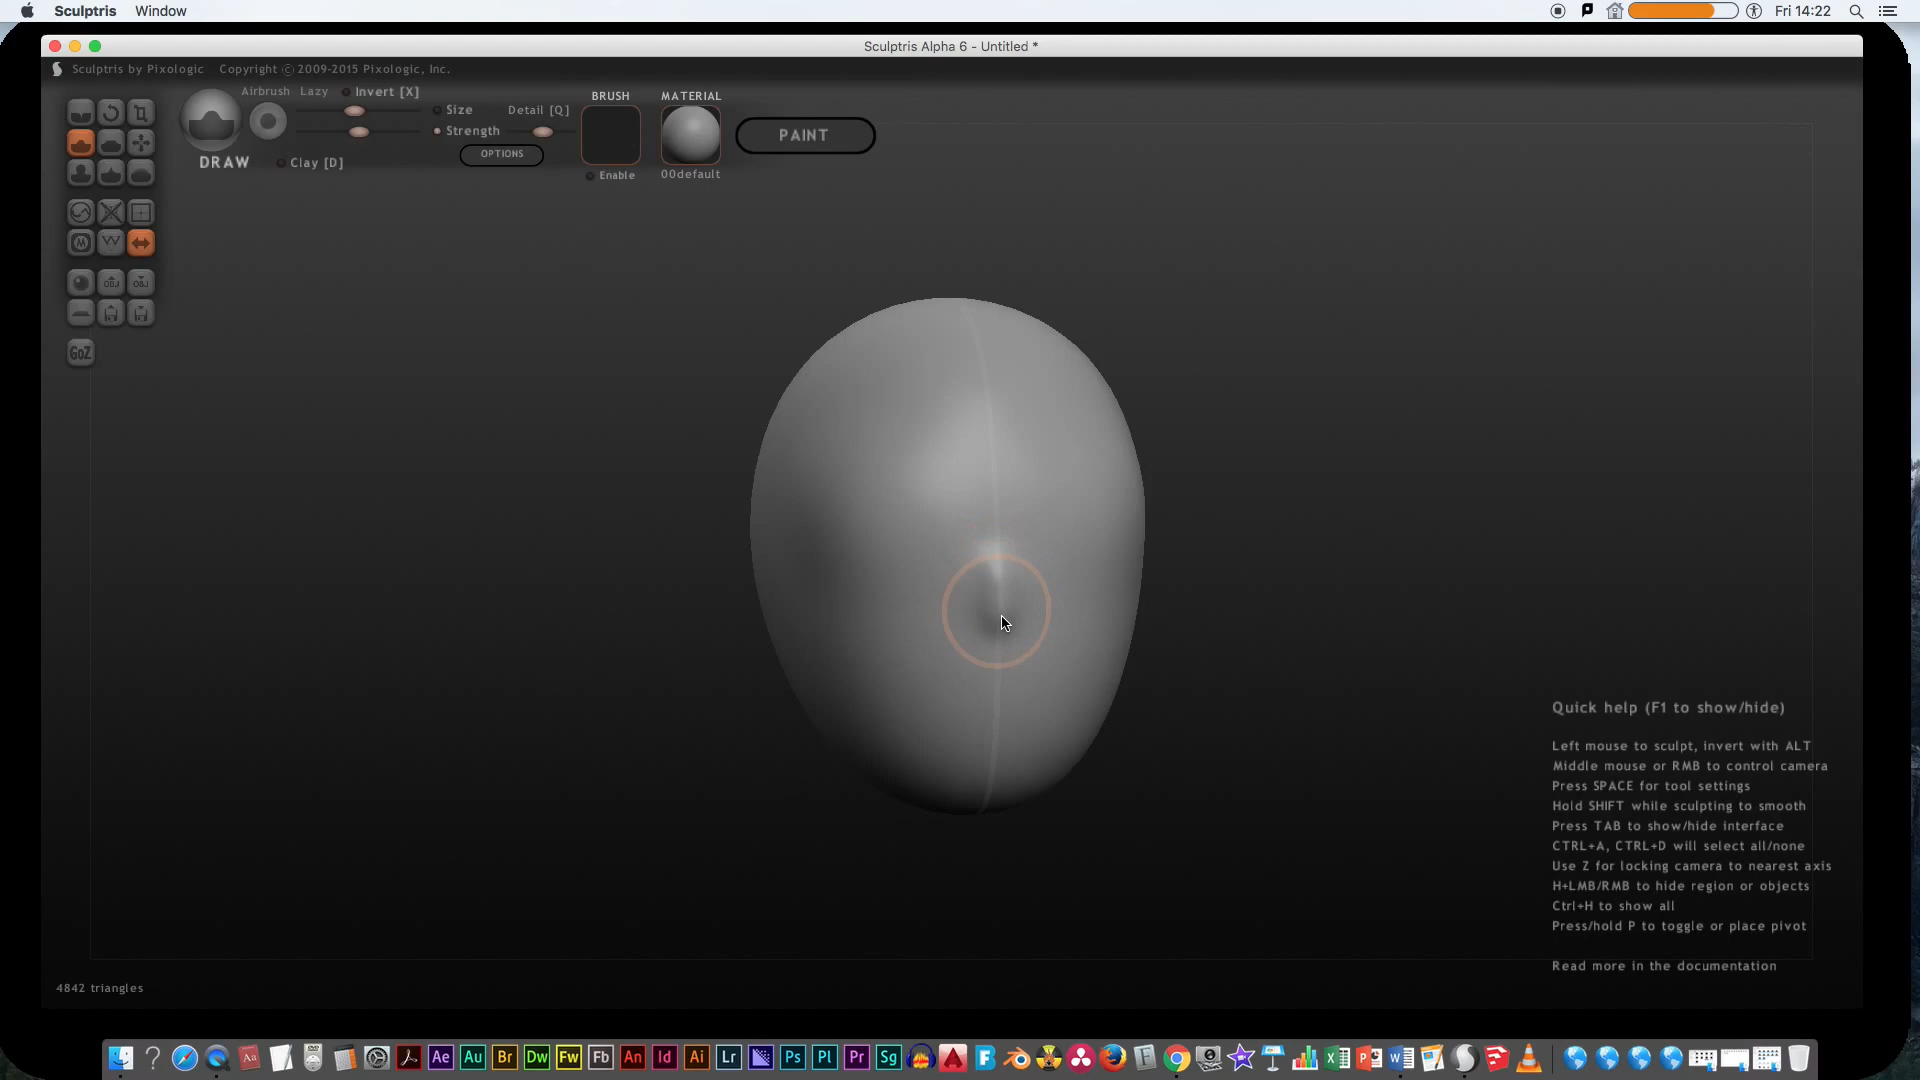 Sculptris Window
Fri 14:22
Sculptris Alpha 6 - Untitled *
Sculptris by Pixologic Copyright © 2009-2015 Pixologic, Inc.
Airbrush Lazy Invert [X]
Size Detail [Q]
Strength
OPTIONS
DRAW Clay [D]
BRUSH
Enable
MATERIAL
00default
PAINT
M
OBJ OBJ
GoZ
Quick help (F1 to show/hide)
Left mouse to sculpt, invert with ALT
Middle mouse or RMB to control camera
Press SPACE for tool settings
Hold SHIFT while sculpting to smooth
Press TAB to show/hide interface
CTRL+A, CTRL+D will select all/none
Use Z for locking camera to nearest axis
H+LMB/RMB to hide region or objects
Ctrl+H to show all
Press/hold P to toggle or place pivot
Read more in the documentation
4842 triangles
? Aa Ae Au Br Dw Fw Fb An Id Ai Lr Ps Pl Pr Sg